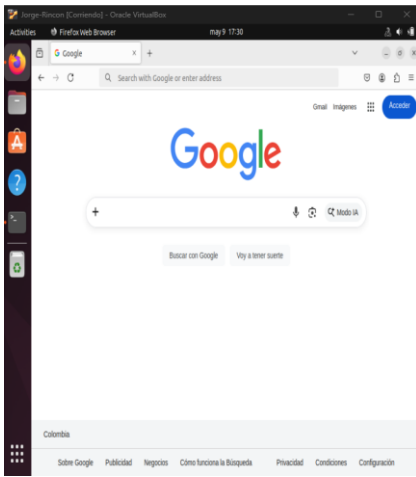 Jorge-Rincon [Corriendo] - Oracle VirtualBox
Activities Firefox Web Browser may 9 17:30
Google
Search with Google or enter address
Gmail Imágenes Acceder
Google
Modo IA
Buscar con Google Voy a tener suerte
Colombia
Sobre Google Publicidad Negocios Cómo funciona la Búsqueda Privacidad Condiciones Configuración